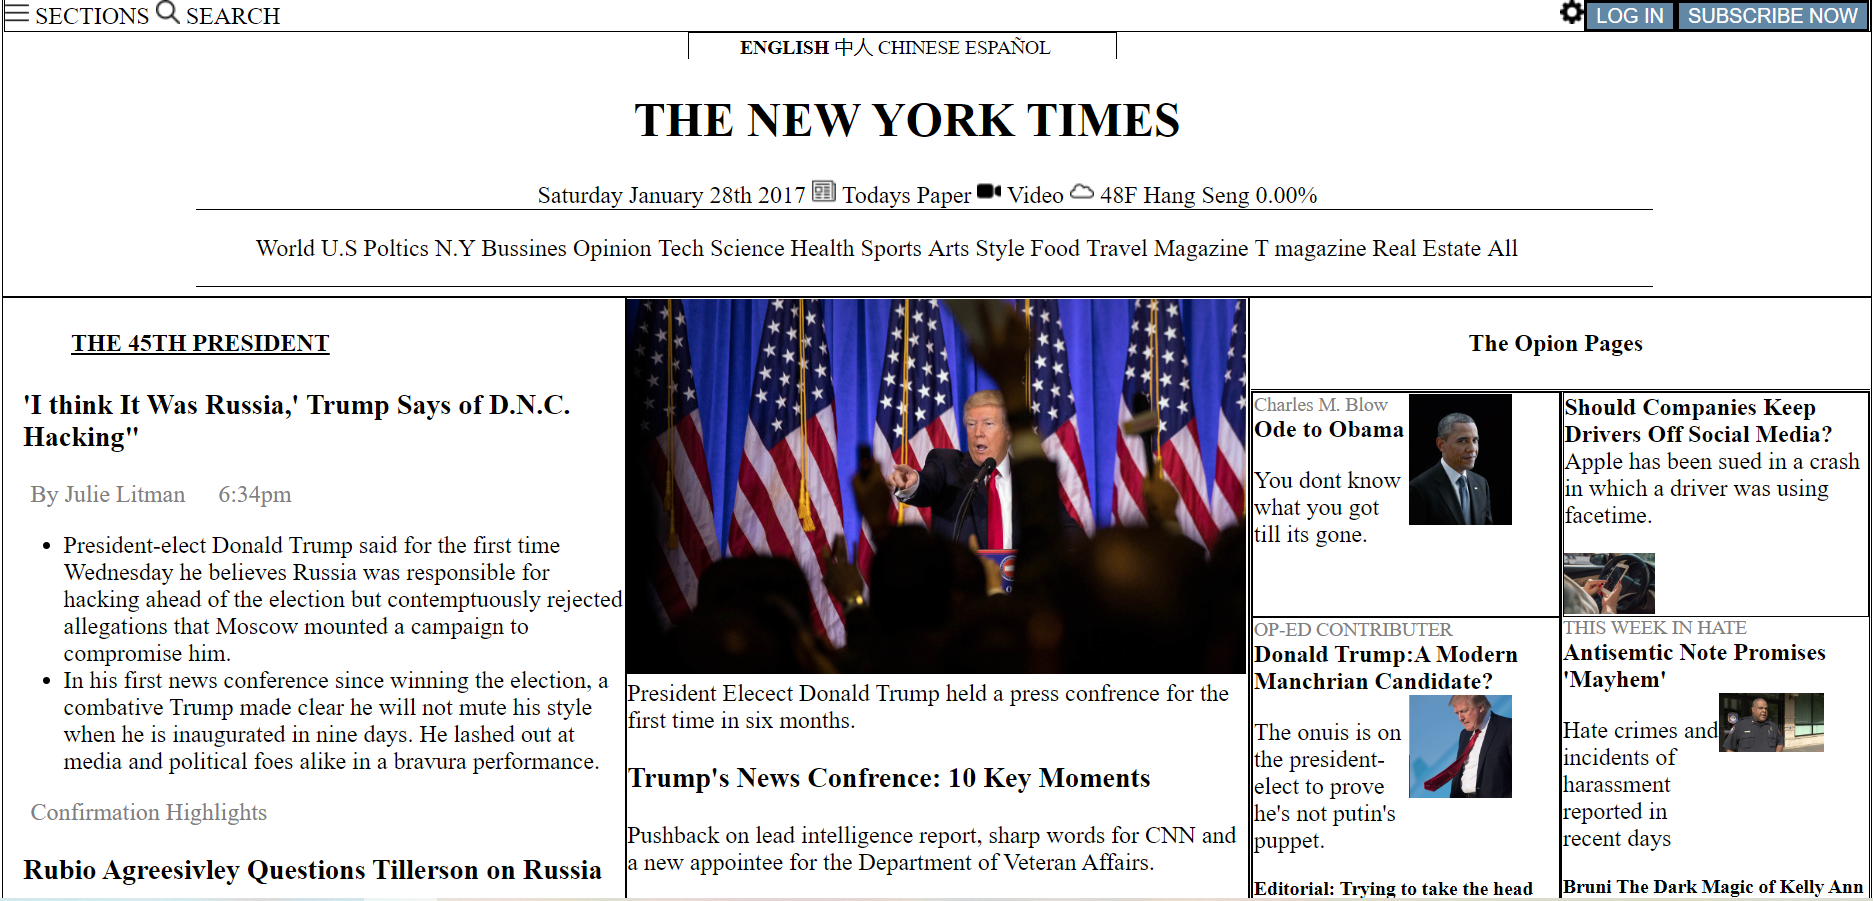 SECTIONS SEARCH
LOG IN SUBSCRIBE NOW
ENGLISH 中人 CHINESE ESPAÑOL
THE NEW YORK TIMES
Saturday January 28th 2017 Todays Paper Video 48F Hang Seng 0.00%
World U.S Poltics N.Y Bussines Opinion Tech Science Health Sports Arts Style Food Travel Magazine T magazine Real Estate All
THE 45TH PRESIDENT
'I think It Was Russia,' Trump Says of D.N.C.
Hacking"
By Julie Litman 6:34pm
President-elect Donald Trump said for the first time
Wednesday he believes Russia was responsible for
hacking ahead of the election but contemptuously rejected
allegations that Moscow mounted a campaign to
compromise him.
In his first news conference since winning the election, a
combative Trump made clear he will not mute his style
when he is inaugurated in nine days. He lashed out at
media and political foes alike in a bravura performance.
Confirmation Highlights
Rubio Agreesivley Questions Tillerson on Russia
President Elecect Donald Trump held a press confrence for the
first time in six months.
Trump's News Confrence: 10 Key Moments
Pushback on lead intelligence report, sharp words for CNN and
a new appointee for the Department of Veteran Affairs.
The Opion Pages
Charles M. Blow
Ode to Obama
You dont know
what you got
till its gone.
Should Companies Keep
Drivers Off Social Media?
Apple has been sued in a crash
in which a driver was using
facetime.
OP-ED CONTRIBUTER
Donald Trump:A Modern
Manchrian Candidate?
The onuis is on
the president-
elect to prove
he's not putin's
puppet.
Editorial: Trying to take the head
THIS WEEK IN HATE
Antisemtic Note Promises
'Mayhem'
Hate crimes and
incidents of
harassment
reported in
recent days
Bruni The Dark Magic of Kelly Ann